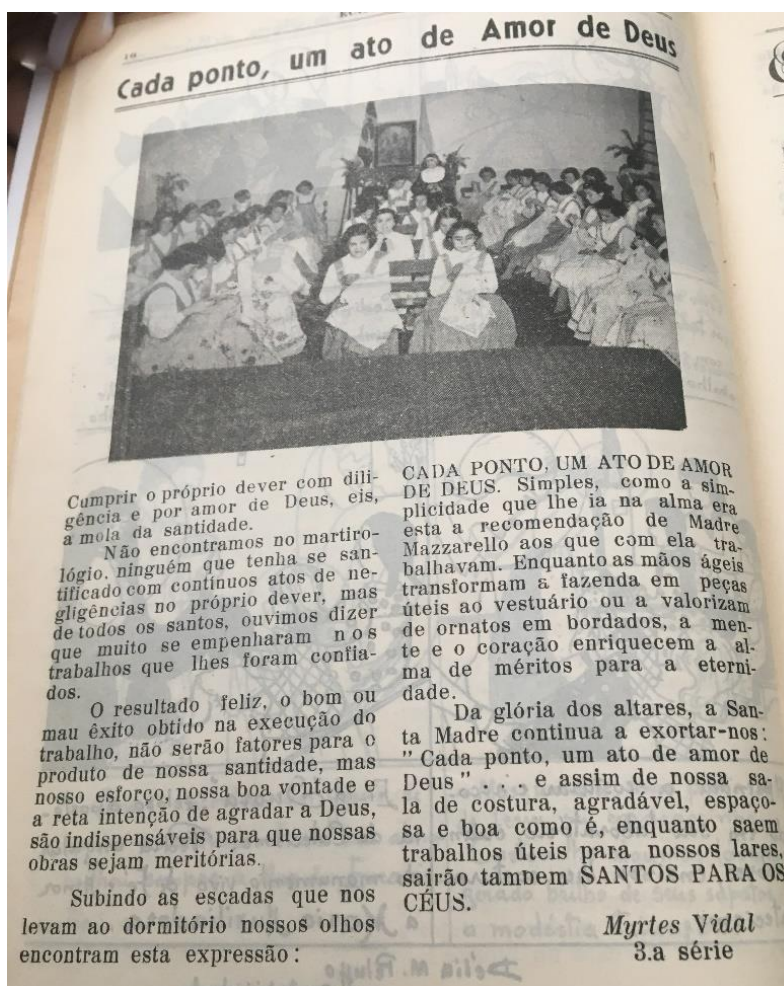 16
Cada ponto, um ato de Amor de Deus
Cumprir o próprio dever com dili-
gência e por amor de Deus, eis,
a mola da santidade.
Não encontramos no martiro-
lógio. ninguém que tenha se san-
tificado com contínuos atos de ne-
gligências no próprio dever, mas
de todos os santos, ouvimos dizer
que muito se empenharam nos
trabalhos que lhes foram confia-
dos.
O resultado feliz, o bom ou
mau êxito obtido na execução do
trabalho, não serão fatores para o
produto de nossa santidade, mas
nosso esforço, nossa boa vontade e
a reta intenção de agradar a Deus,
são indispensáveis para que nossas
obras sejam meritórias.
Subindo as escadas que nos
levam ao dormitório nossos olhos
encontram esta expressão:
CADA PONTO, UM ATO DE AMOR
DE DEUS. Simples, como a sim-
plicidade que lhe ia na alma era
esta a recomendação de Madre
Mazzarello aos que com ela tra-
balhavam. Enquanto as mãos ágeis
transformam a fazenda em peças
úteis ao vestuário ou a valorizam
de ornatos em bordados, a men-
te e o coração enriquecem a al-
ma de méritos para a eterni-
dade.
Da glória dos altares, a San-
ta Madre continua a exortar-nos:
" Cada ponto, um ato de amor de
Deus " . . . e assim de nossa sa-
la de costura, agradável, espaço-
sa e boa como é, enquanto saem
trabalhos úteis para nossos lares,
sairão tambem SANTOS PARA OS
CÉUS.
Myrtes Vidal
3.a série